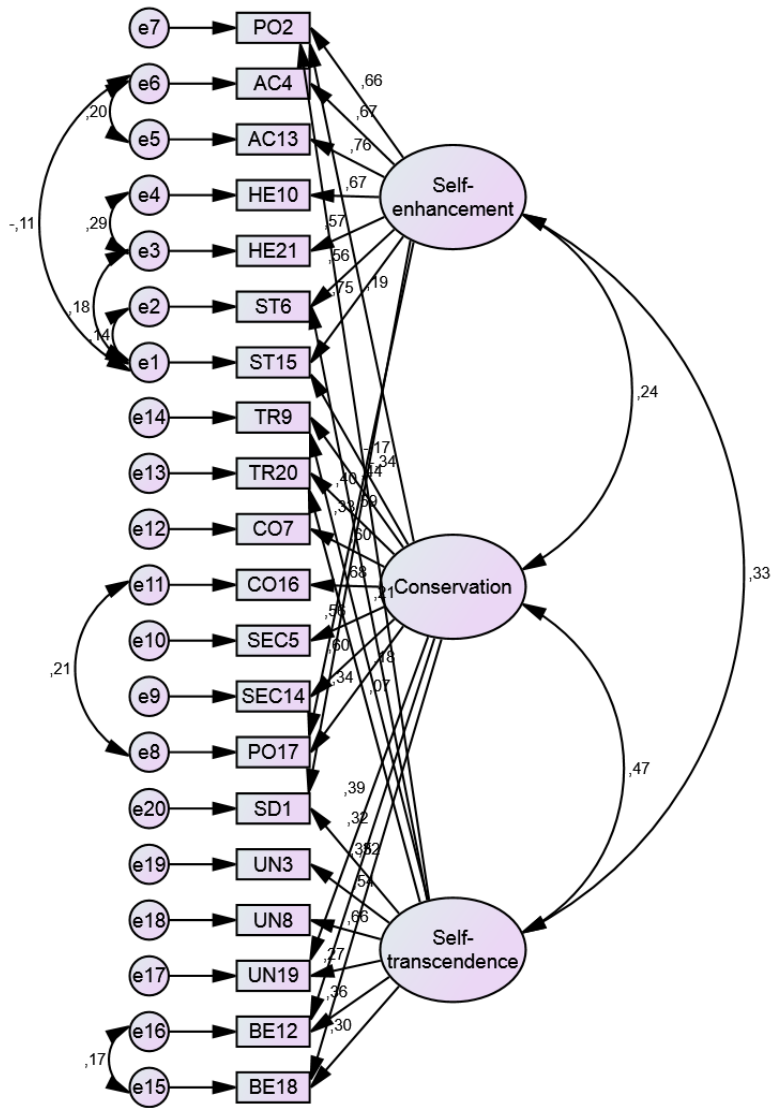 e7
PO2
e6
AC4
,66
,20
,67
e5
AC13
,76
Self-
enhancement
e4
HE10
,67
-,11
,29
,57
e3
HE21
,56
,75
,19
e2
ST6
,18
,14
e1
ST15
,24
e14
TR9
-,17
-,34
e13
TR20
,40
,44
,33
,59
e12
CO7
,60
,33
e11
CO16
,68
Conservation
,21
,56
e10
SEC5
,60
,18
,21
e9
SEC14
,34
,07
e8
PO17
,47
,39
e20
SD1
,32
e19
UN3
,54
e18
UN8
,66
Self-
transcendence
e17
UN19
,27
,36
e16
BE12
,30
,17
e15
BE18